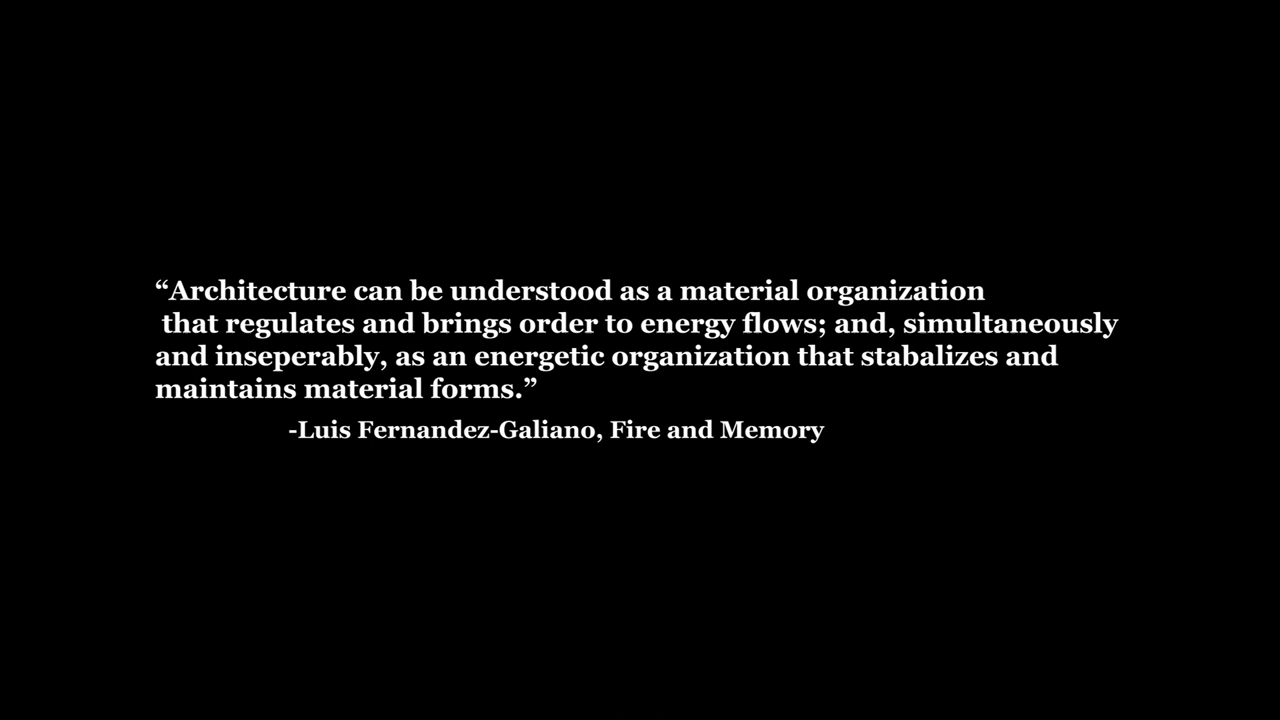 “Architecture can be understood as a material organization
that regulates and brings order to energy flows; and, simultaneously
and inseperably, as an energetic organization that stabalizes and
maintains material forms.”
-Luis Fernandez-Galiano, Fire and Memory